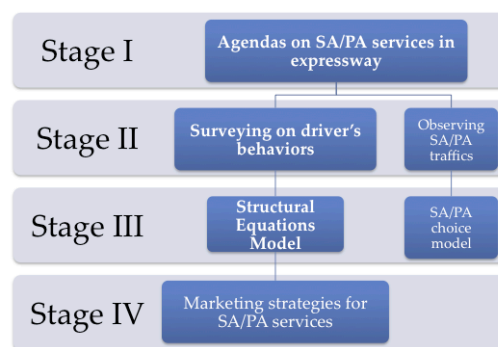 Stage I
Agendas on SA/PA services in
expressway
Stage II
Surveying on driver's
behaviors
Observing
SA/PA
traffics
Stage III
Structural
Equations
Model
SA/PA
choice
model
Stage IV
Marketing strategies for
SA/PA services